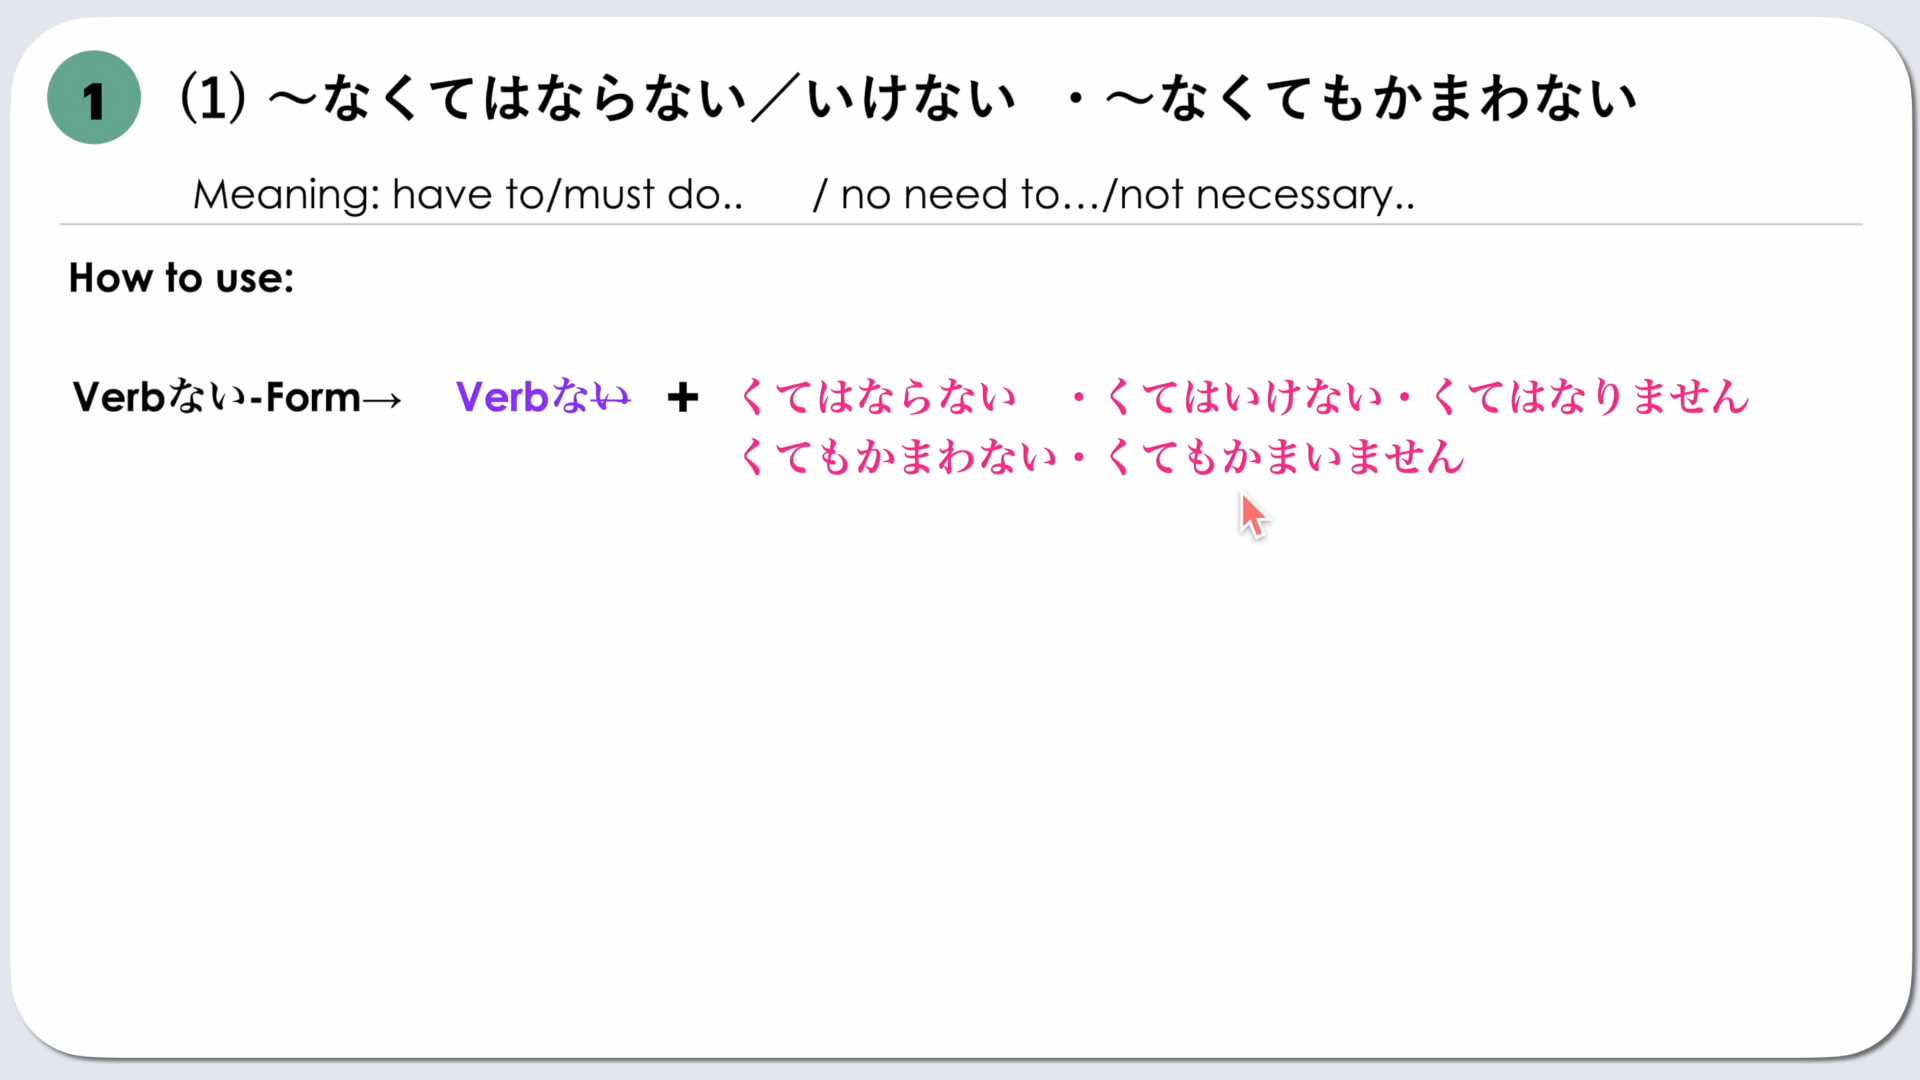 1 (1) ～なくてはならない／いけない ・～なくてもかまわない
Meaning: have to/must do.. / no need to.../not necessary..
How to use:
Verbない-Form→ Verbない + くてはならない ・くてはいけない・くてはなりません
くてもかまわない・くてもかまいません